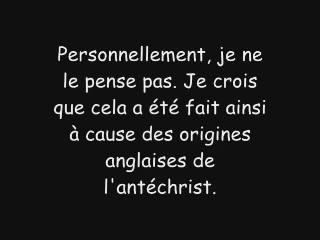 Personnellement, je ne
le pense pas. Je crois
que cela a été fait ainsi
à cause des origines
anglaises de
l'antéchrist.